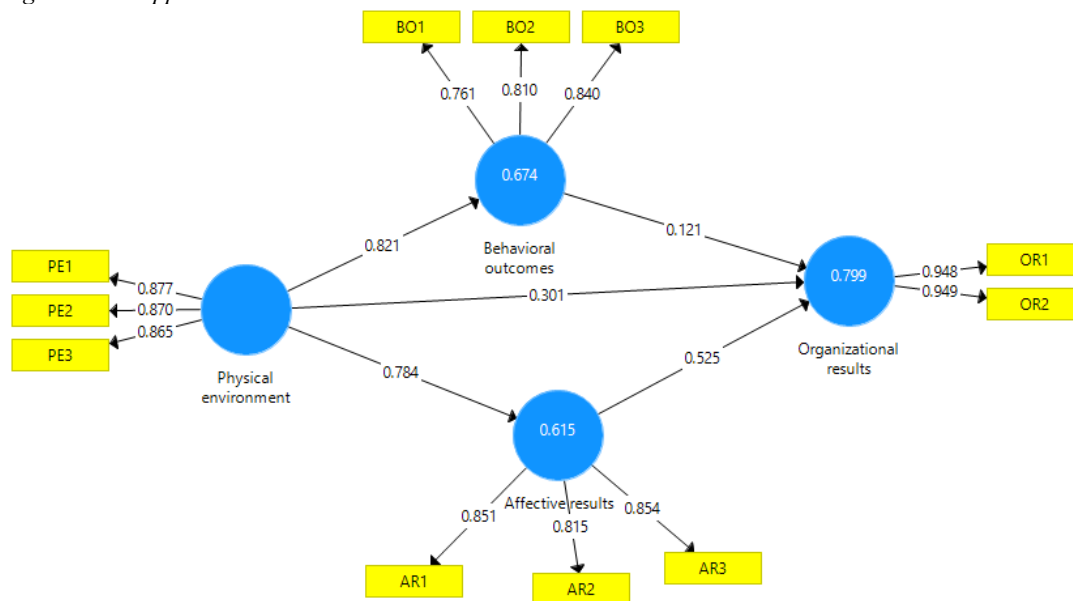 BO1
BO2
BO3
0.761
0.810
0.840
0.674
Behavioral
outcomes
0.821
0.121
PE1
PE2
PE3
0.877
0.870
0.865
Physical
environment
0.301
0.799
Organizational
results
0.948
0.949
OR1
OR2
0.784
0.525
0.615
Affective results
0.851
0.815
0.854
AR1
AR2
AR3